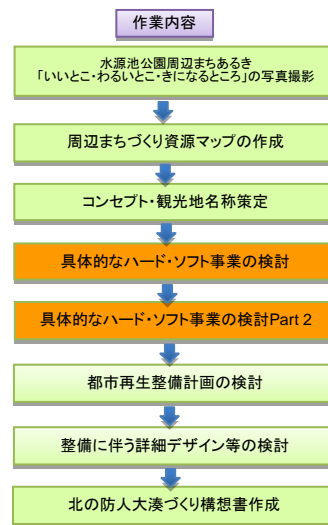 作業内容
水源池公園周辺まちあるき
「いいとこ・わるいとこ・きになるところ」の写真撮影
周辺まちづくり資源マップの作成
コンセプト・観光地名称策定
具体的なハード・ソフト事業の検討
具体的なハード・ソフト事業の検討Part 2
都市再生整備計画の検討
整備に伴う詳細デザイン等の検討
北の防人大湊づくり構想書作成